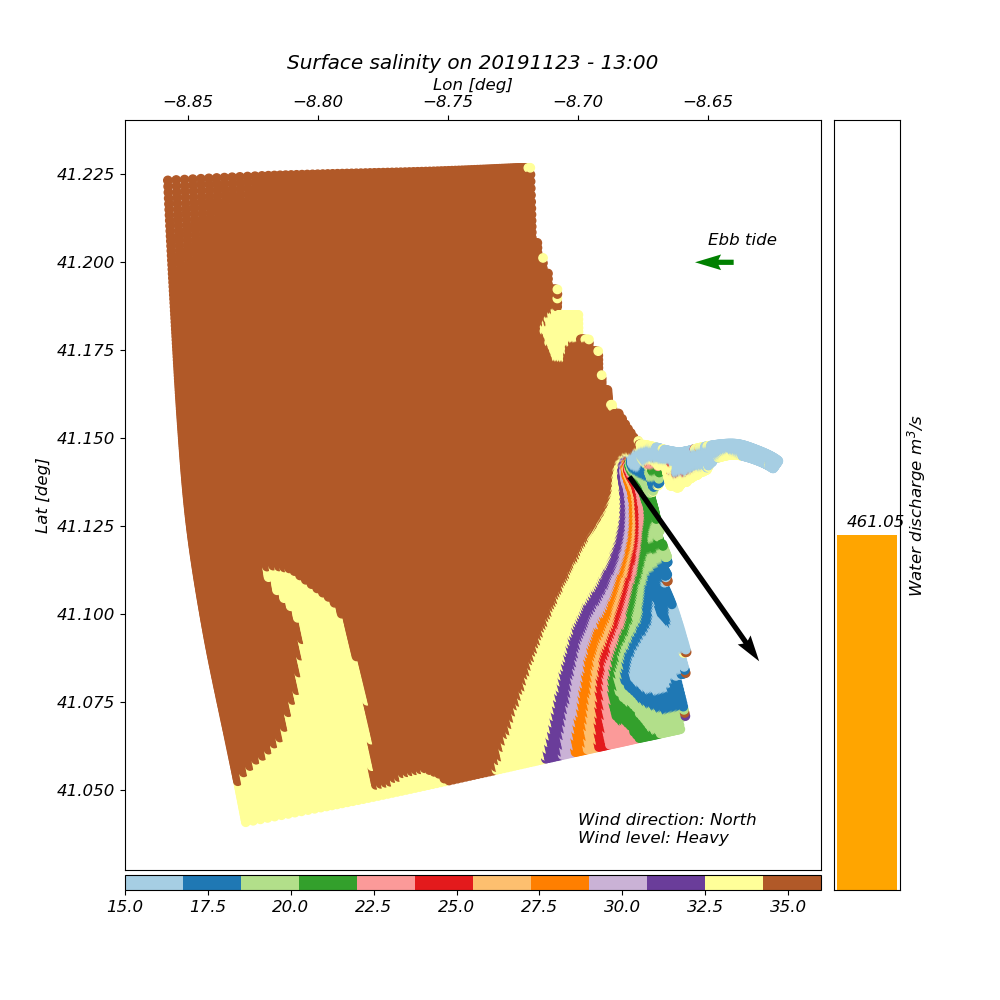 Surface salinity on 20191123 - 13:00
Lon [deg]
−8.85 −8.80 −8.75 −8.70 −8.65
41.225
41.200
41.175
41.150
41.125
41.100
41.075
41.050
Lat [deg]
Ebb tide
Wind direction: North
Wind level: Heavy
461.05
Water discharge m³/s
15.0 17.5 20.0 22.5 25.0 27.5 30.0 32.5 35.0